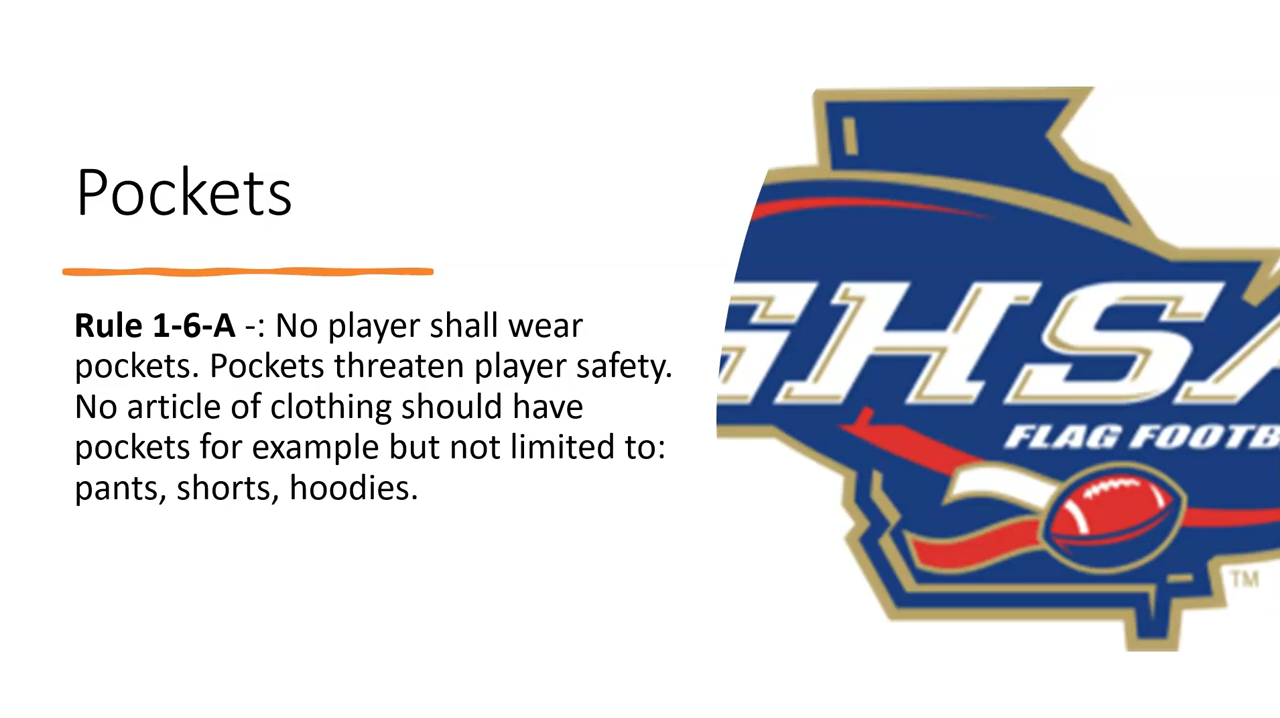 Pockets
Rule 1-6-A -: No player shall wear
pockets. Pockets threaten player safety.
No article of clothing should have
pockets for example but not limited to:
pants, shorts, hoodies.
GHSA
FLAG FOOTB
TM